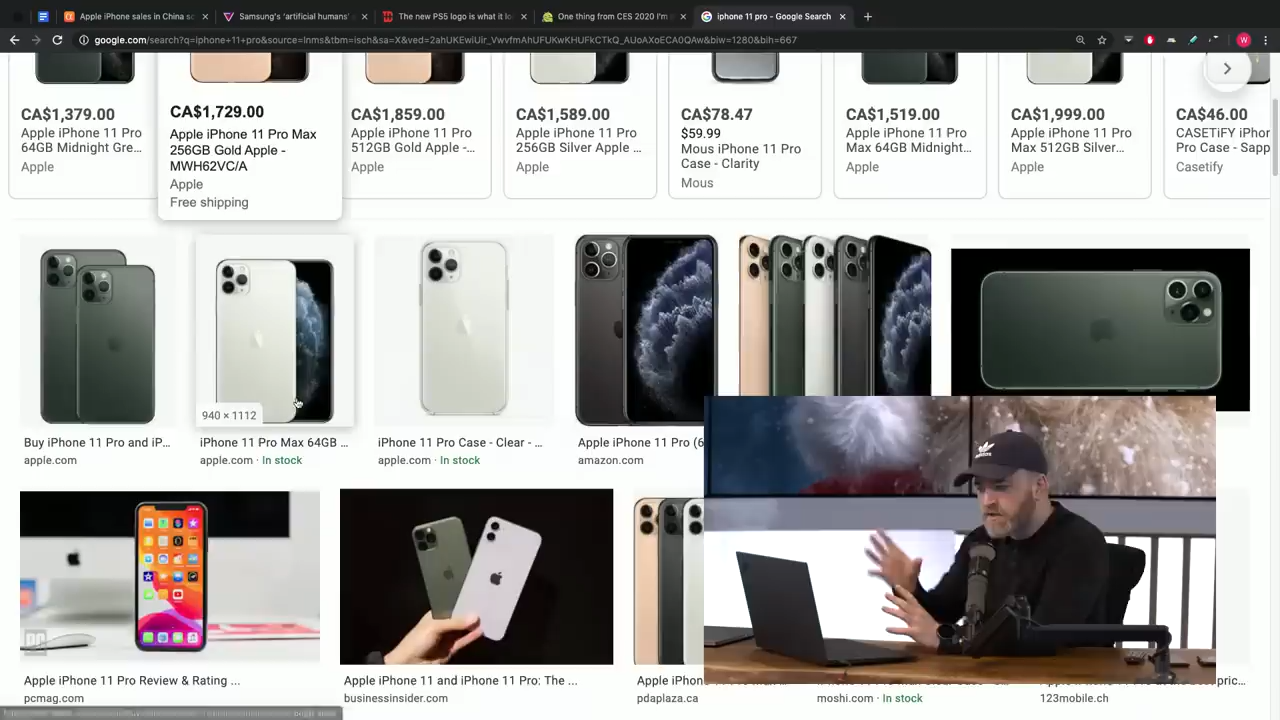 Apple iPhone sales in China sc
Samsung's 'artificial humans'
The new PS5 logo is what it lo
One thing from CES 2020 I'm
iphone 11 pro - Google Search
google.com/search?q=iphone+11+pro&source=lnms&tbm=isch&sa=X&ved=2ahUKEwiUir_VwvfmAhUFUKwKHUFkCTkQ_AUoAXoECA0QAw&biw=1280&bih=667
W
CA$1,379.00
Apple iPhone 11 Pro
64GB Midnight Gre...
Apple
CA$1,729.00
Apple iPhone 11 Pro Max
256GB Gold Apple -
MWH62VC/A
Apple
Free shipping
CA$1,859.00
Apple iPhone 11 Pro
512GB Gold Apple -...
Apple
CA$1,589.00
Apple iPhone 11 Pro
256GB Silver Apple ...
Apple
CA$78.47
$59.99
Mous iPhone 11 Pro
Case - Clarity
Mous
CA$1,519.00
Apple iPhone 11 Pro
Max 64GB Midnight...
Apple
CA$1,999.00
Apple iPhone 11 Pro
Max 512GB Silver...
Apple
CA$46.00
CASETiFY iPhor
Pro Case - Sapp
Casetify
940 × 1112
Buy iPhone 11 Pro and iP...
apple.com
iPhone 11 Pro Max 64GB ...
apple.com · In stock
iPhone 11 Pro Case - Clear - ...
apple.com · In stock
Apple iPhone 11 Pro (6
amazon.com
PC
Apple iPhone 11 Pro Review & Rating ...
pcmag.com
Apple iPhone 11 and iPhone 11 Pro: The ...
businessinsider.com
pdaplaza.ca
moshi.com · In stock
123mobile.ch